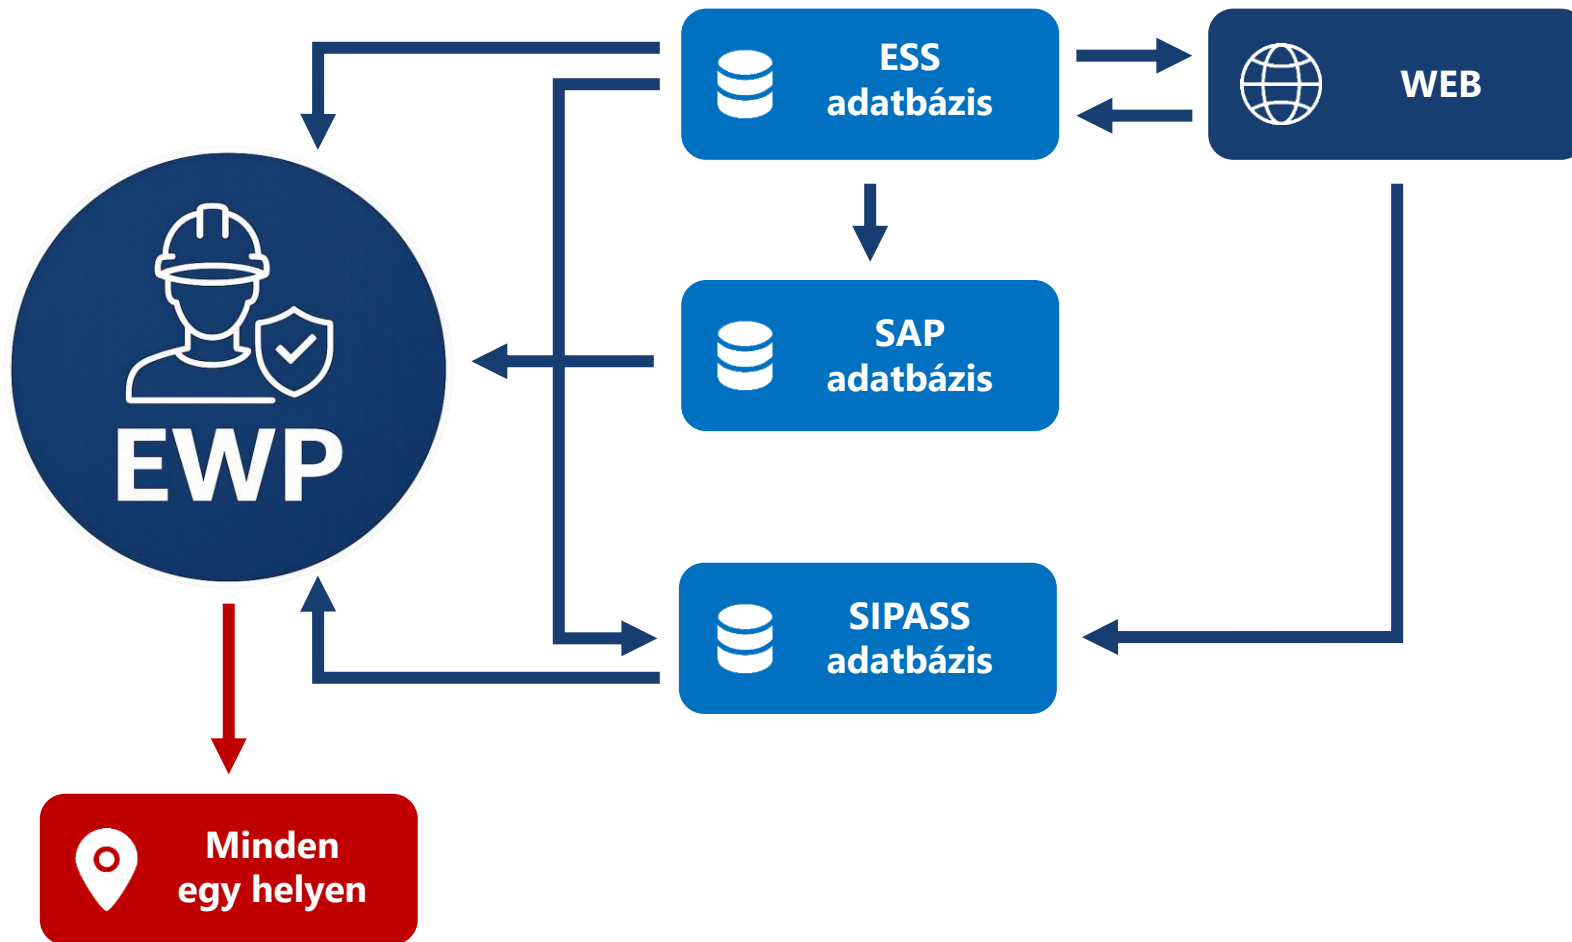 ESS
adatbázis
WEB
SAP
adatbázis
EWP
SIPASS
adatbázis
Minden
egy helyen